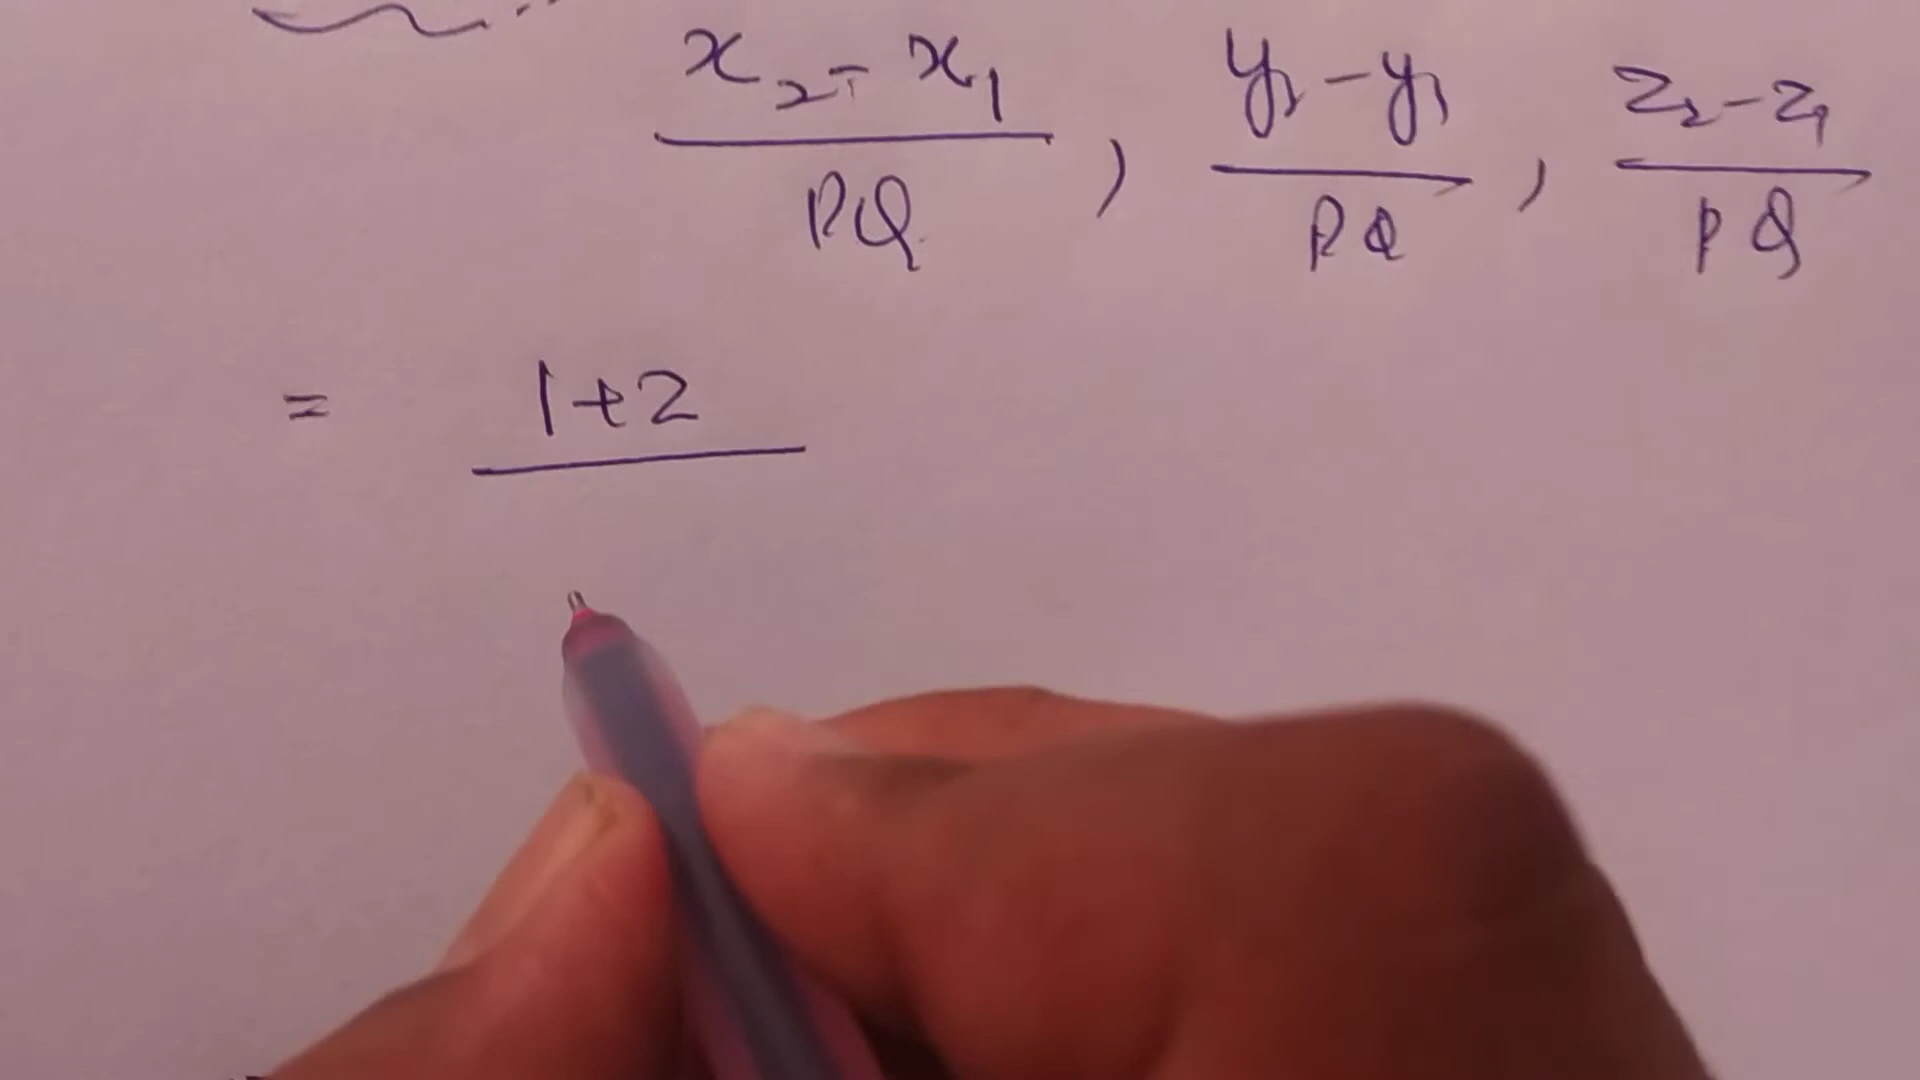 x₂ - x₁ / PQ , y₂ - y₁ / PQ , z₂ - z₁ / PQ
= 1+2